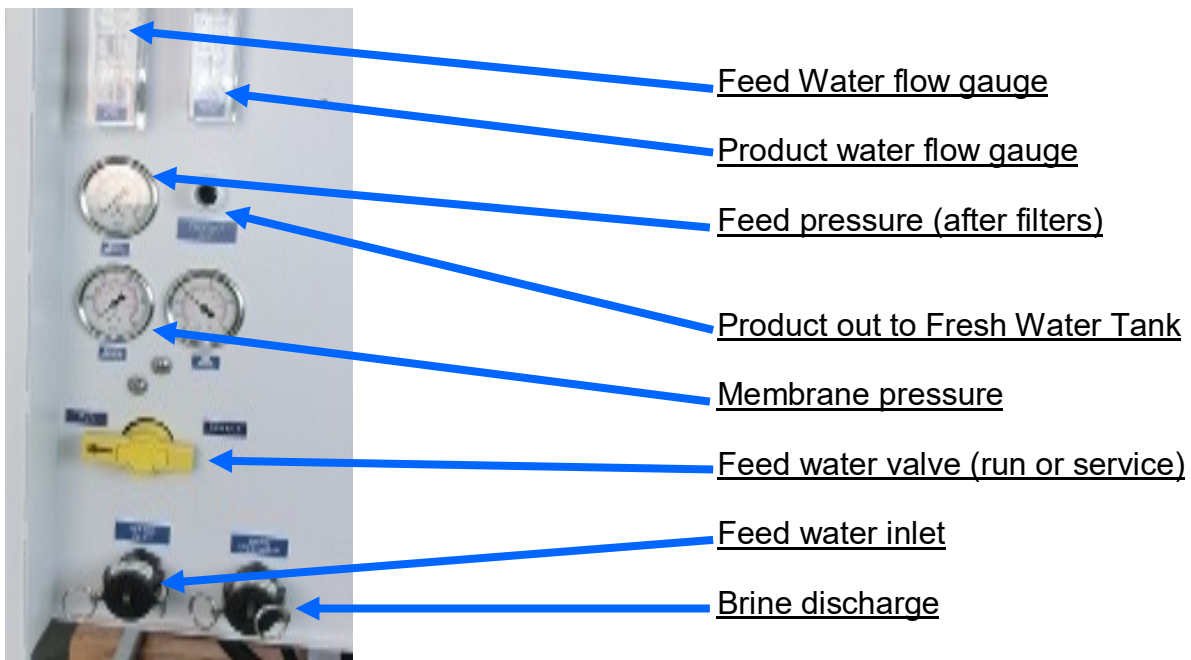 Feed Water flow gauge
Product water flow gauge
Feed pressure (after filters)
Product out to Fresh Water Tank
Membrane pressure
Feed water valve (run or service)
Feed water inlet
Brine discharge